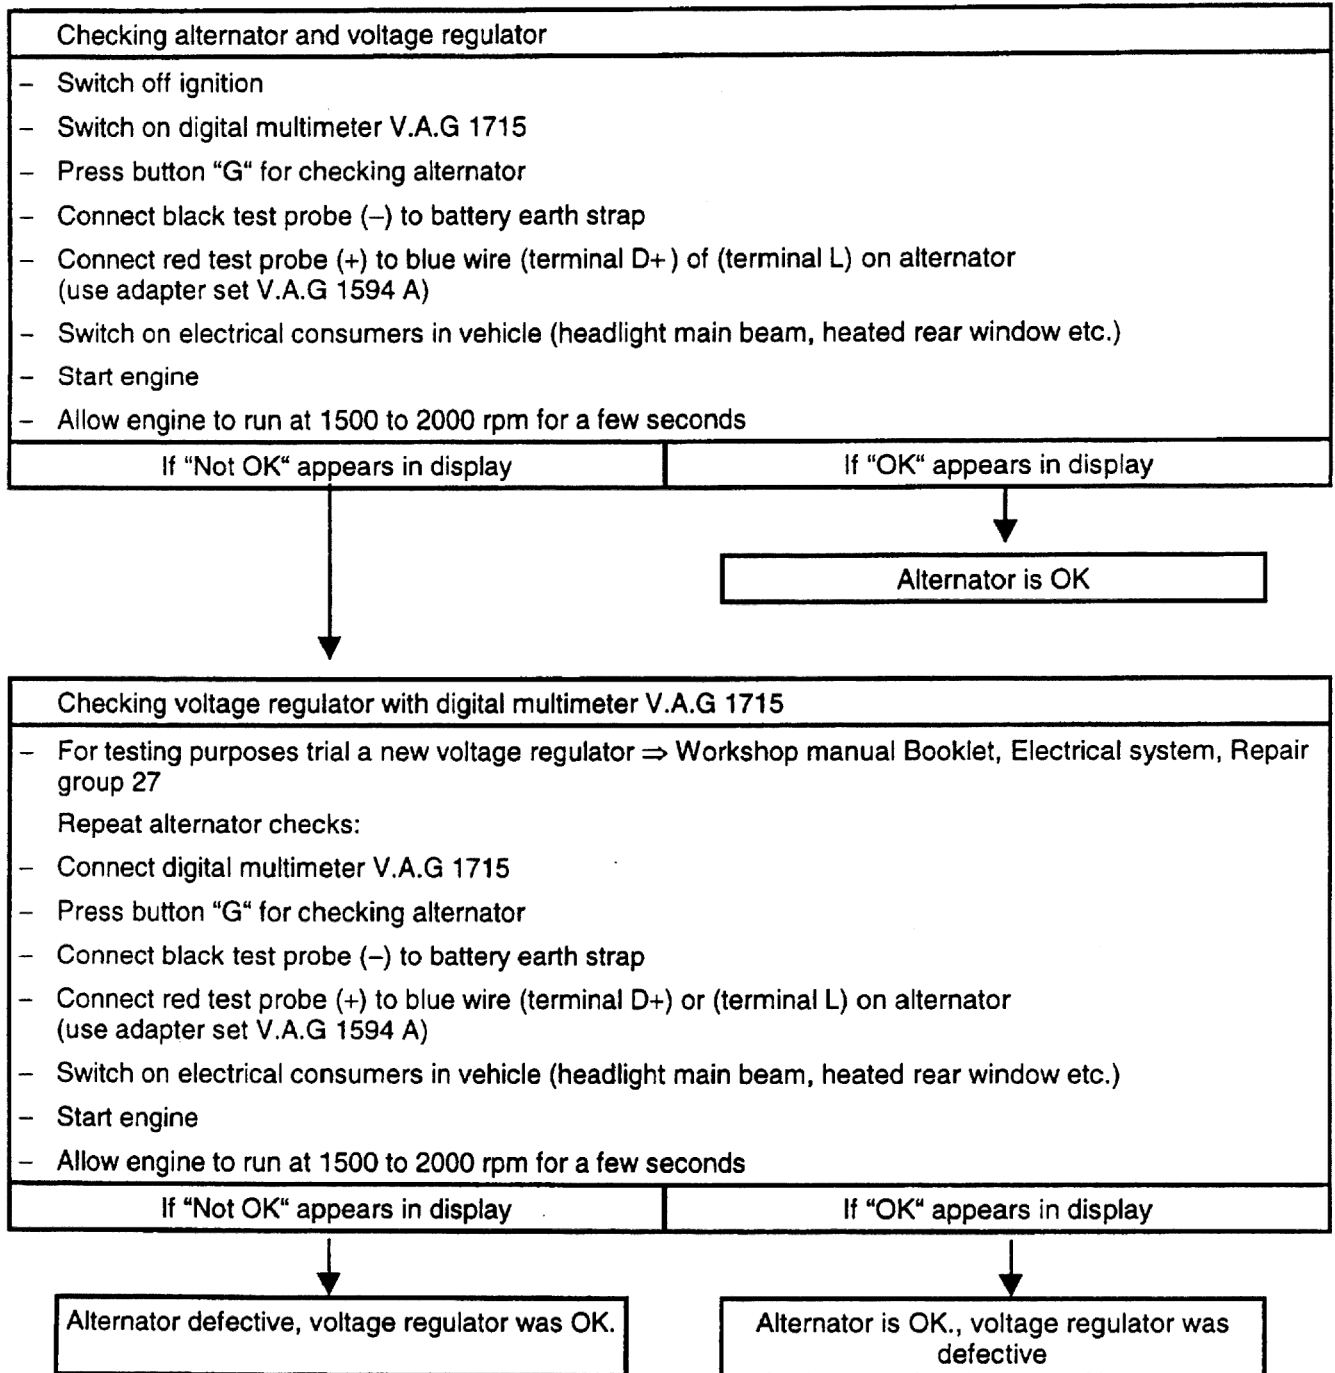 Checking alternator and voltage regulator
– Switch off ignition
– Switch on digital multimeter V.A.G 1715
– Press button “G“ for checking alternator
– Connect black test probe (–) to battery earth strap
– Connect red test probe (+) to blue wire (terminal D+) of (terminal L) on alternator
(use adapter set V.A.G 1594 A)
– Switch on electrical consumers in vehicle (headlight main beam, heated rear window etc.)
– Start engine
– Allow engine to run at 1500 to 2000 rpm for a few seconds
If “Not OK“ appears in display
If “OK“ appears in display
Alternator is OK
Checking voltage regulator with digital multimeter V.A.G 1715
– For testing purposes trial a new voltage regulator ⇒ Workshop manual Booklet, Electrical system, Repair
group 27
Repeat alternator checks:
– Connect digital multimeter V.A.G 1715
– Press button “G“ for checking alternator
– Connect black test probe (–) to battery earth strap
– Connect red test probe (+) to blue wire (terminal D+) or (terminal L) on alternator
(use adapter set V.A.G 1594 A)
– Switch on electrical consumers in vehicle (headlight main beam, heated rear window etc.)
– Start engine
– Allow engine to run at 1500 to 2000 rpm for a few seconds
If “Not OK“ appears in display
If “OK“ appears in display
Alternator defective, voltage regulator was OK.
Alternator is OK., voltage regulator was
defective